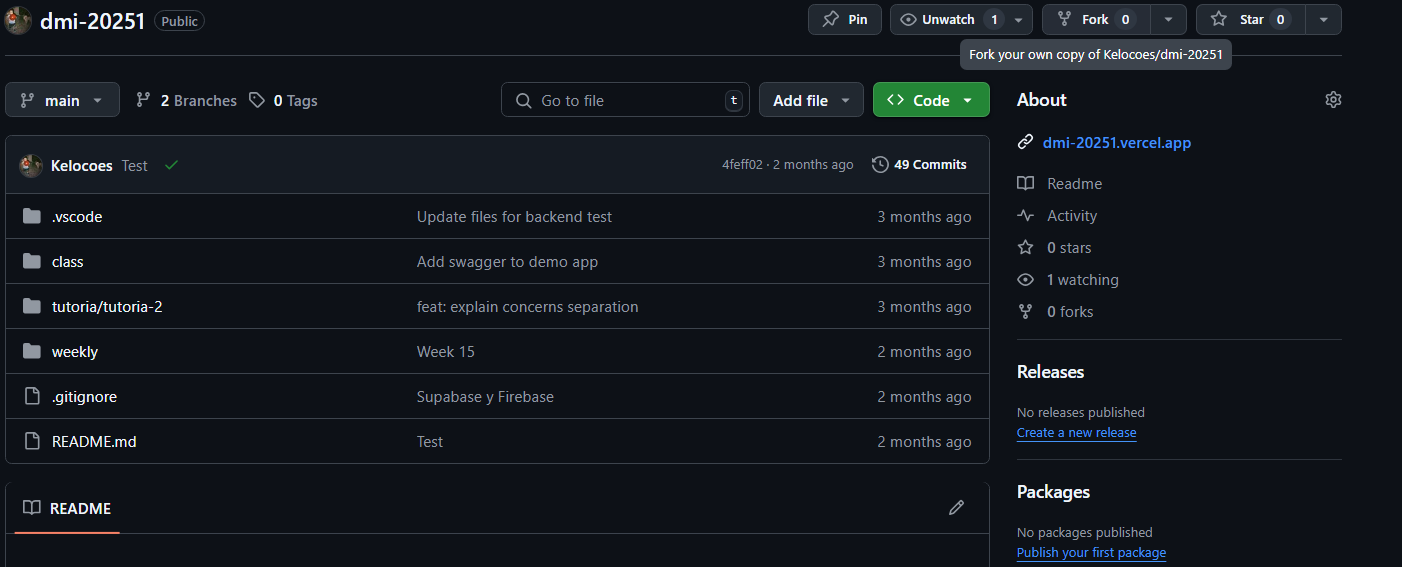 dmi-20251 Public Pin Unwatch 1 Fork 0 Star 0
Fork your own copy of Kelocoes/dmi-20251
main 2 Branches 0 Tags Go to file t Add file Code
Kelocoes Test 4feff02 · 2 months ago 49 Commits
.vscode Update files for backend test 3 months ago
class Add swagger to demo app 3 months ago
tutoria/tutoria-2 feat: explain concerns separation 3 months ago
weekly Week 15 2 months ago
.gitignore Supabase y Firebase 2 months ago
README.md Test 2 months ago
README
About
dmi-20251.vercel.app
Readme
Activity
0 stars
1 watching
0 forks
Releases
No releases published
Create a new release
Packages
No packages published
Publish your first package